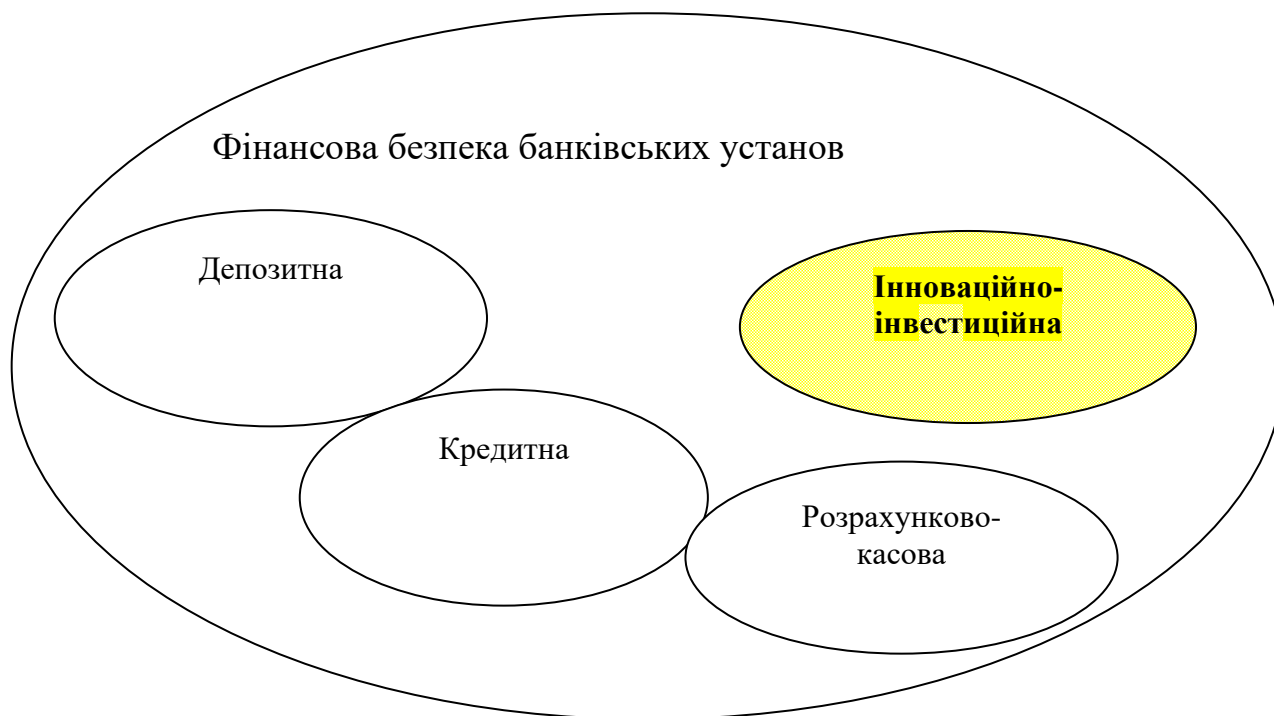 Фінансова безпека банківських установ
Депозитна
Інноваційно-
інвестиційна
Кредитна
Розрахунково-
касова